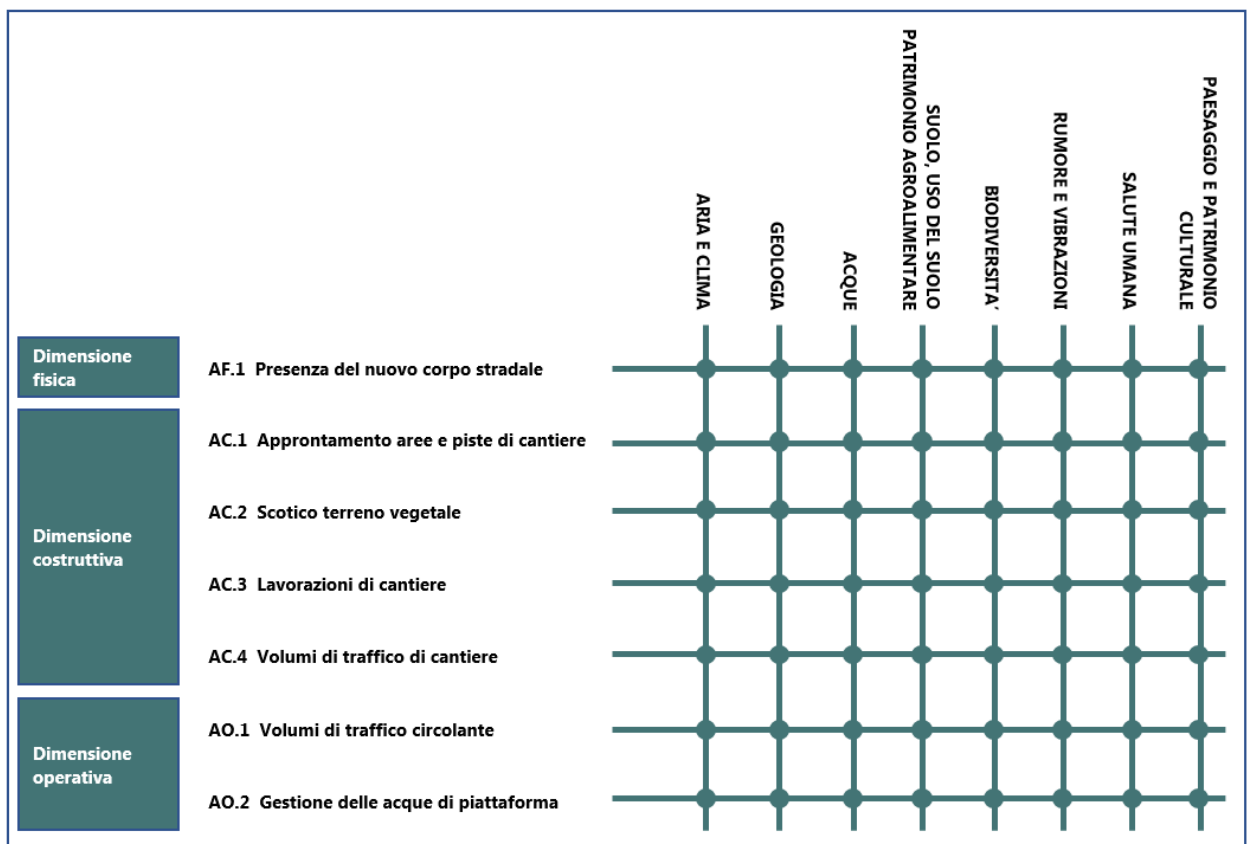 ARIA E CLIMA
GEOLOGIA
ACQUE
SUOLO, USO DEL SUOLO
PATRIMONIO AGROALIMENTARE
BIODIVERSITA’
RUMORE E VIBRAZIONI
SALUTE UMANA
PAESAGGIO E PATRIMONIO
CULTURALE
Dimensione
fisica
AF.1 Presenza del nuovo corpo stradale
Dimensione
costruttiva
AC.1 Approntamento aree e piste di cantiere
AC.2 Scotico terreno vegetale
AC.3 Lavorazioni di cantiere
AC.4 Volumi di traffico di cantiere
Dimensione
operativa
AO.1 Volumi di traffico circolante
AO.2 Gestione delle acque di piattaforma